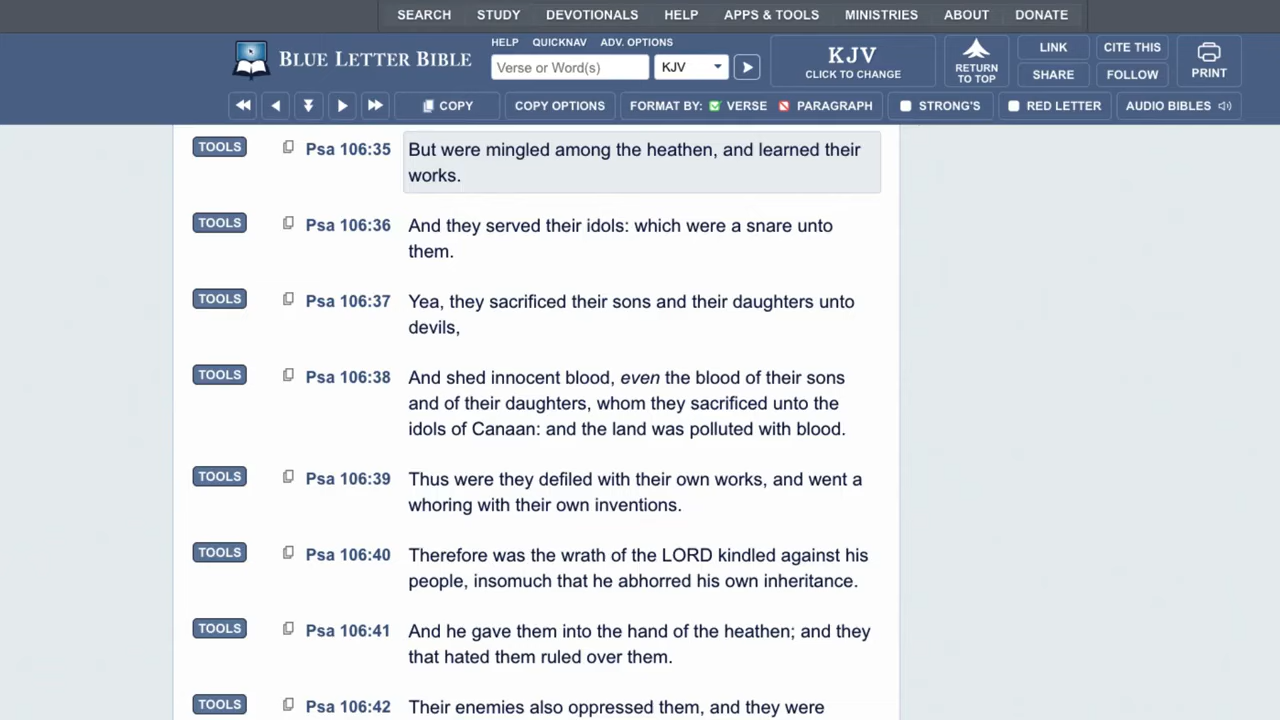 SEARCH STUDY DEVOTIONALS HELP APPS & TOOLS MINISTRIES ABOUT DONATE
BLUE LETTER BIBLE
HELP QUICKNAV ADV. OPTIONS
Verse or Word(s) KJV
KJV
CLICK TO CHANGE
RETURN
TO TOP
LINK CITE THIS
SHARE FOLLOW
PRINT
COPY COPY OPTIONS FORMAT BY: VERSE PARAGRAPH STRONG'S RED LETTER AUDIO BIBLES
TOOLS Psa 106:35 But were mingled among the heathen, and learned their
works.
TOOLS Psa 106:36 And they served their idols: which were a snare unto
them.
TOOLS Psa 106:37 Yea, they sacrificed their sons and their daughters unto
devils,
TOOLS Psa 106:38 And shed innocent blood, even the blood of their sons
and of their daughters, whom they sacrificed unto the
idols of Canaan: and the land was polluted with blood.
TOOLS Psa 106:39 Thus were they defiled with their own works, and went a
whoring with their own inventions.
TOOLS Psa 106:40 Therefore was the wrath of the LORD kindled against his
people, insomuch that he abhorred his own inheritance.
TOOLS Psa 106:41 And he gave them into the hand of the heathen; and they
that hated them ruled over them.
TOOLS Psa 106:42 Their enemies also oppressed them, and they were